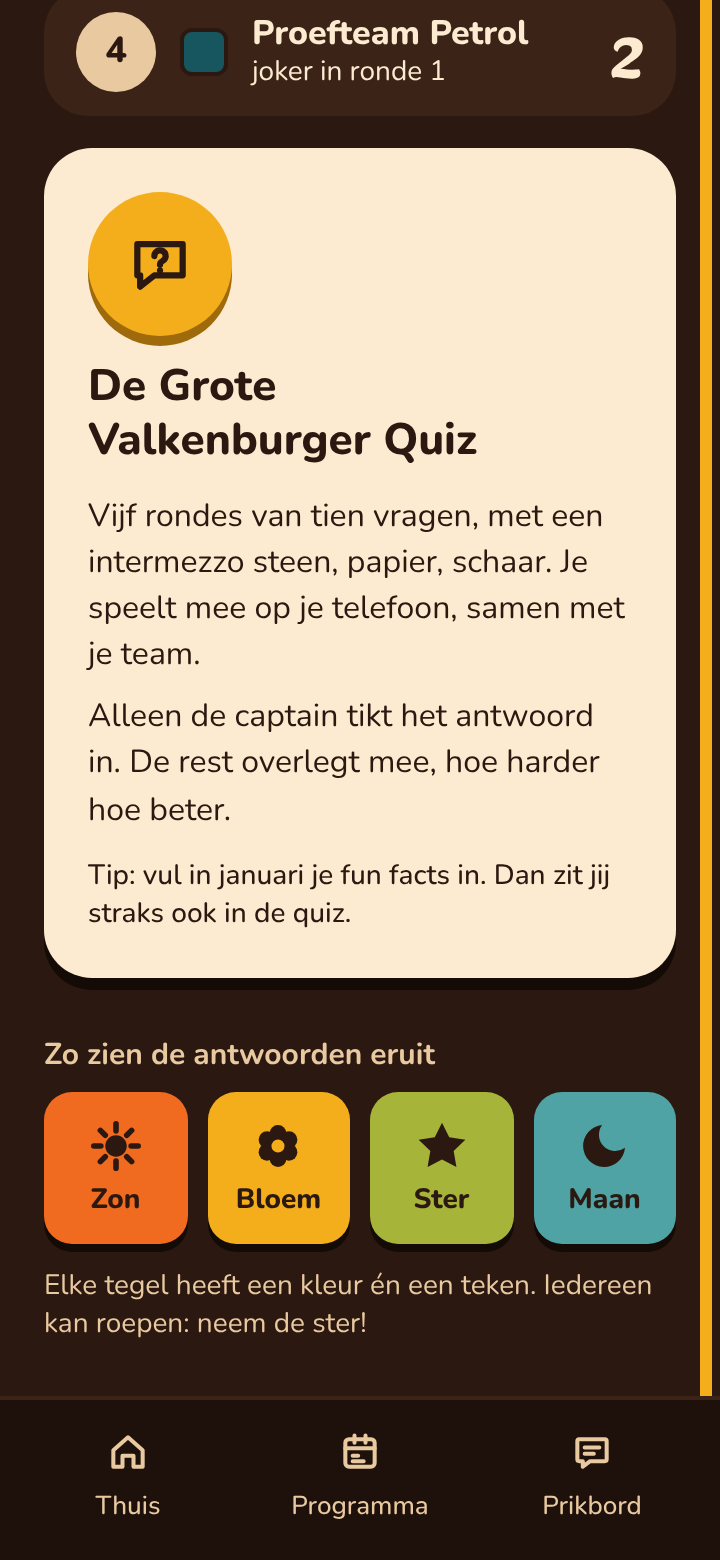 4
Proefteam Petrol
joker in ronde 1
2
De Grote
Valkenburger Quiz
Vijf rondes van tien vragen, met een
intermezzo steen, papier, schaar. Je
speelt mee op je telefoon, samen met
je team.
Alleen de captain tikt het antwoord
in. De rest overlegt mee, hoe harder
hoe beter.
Tip: vul in januari je fun facts in. Dan zit jij
straks ook in de quiz.
Zo zien de antwoorden eruit
Zon
Bloem
Ster
Maan
Elke tegel heeft een kleur én een teken. Iedereen
kan roepen: neem de ster!
Thuis
Programma
Prikbord